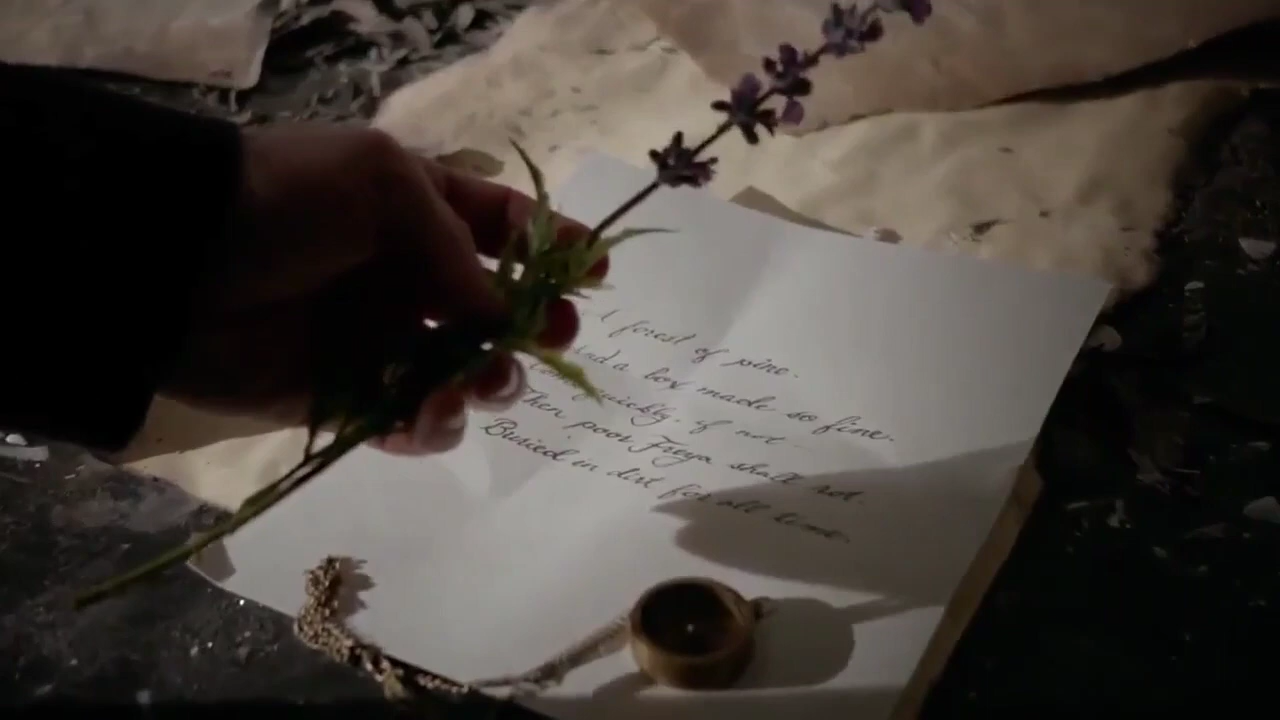 forest of pine.
a box made so fine.
quickly. if not
Then poor Freya shall rot.
Buried in dirt for all time.